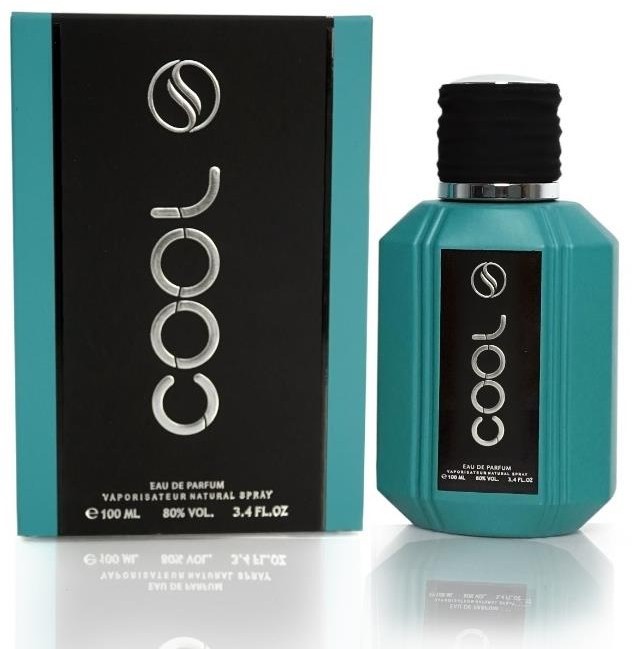 COOL
EAU DE PARFUM
VAPORISATEUR NATURAL SPRAY
℮ 100 ML 80% VOL. 3.4 FL.OZ
COOL
EAU DE PARFUM
VAPORISATEUR NATURAL SPRAY
℮ 100 ML 80% VOL. 3.4 FL.OZ